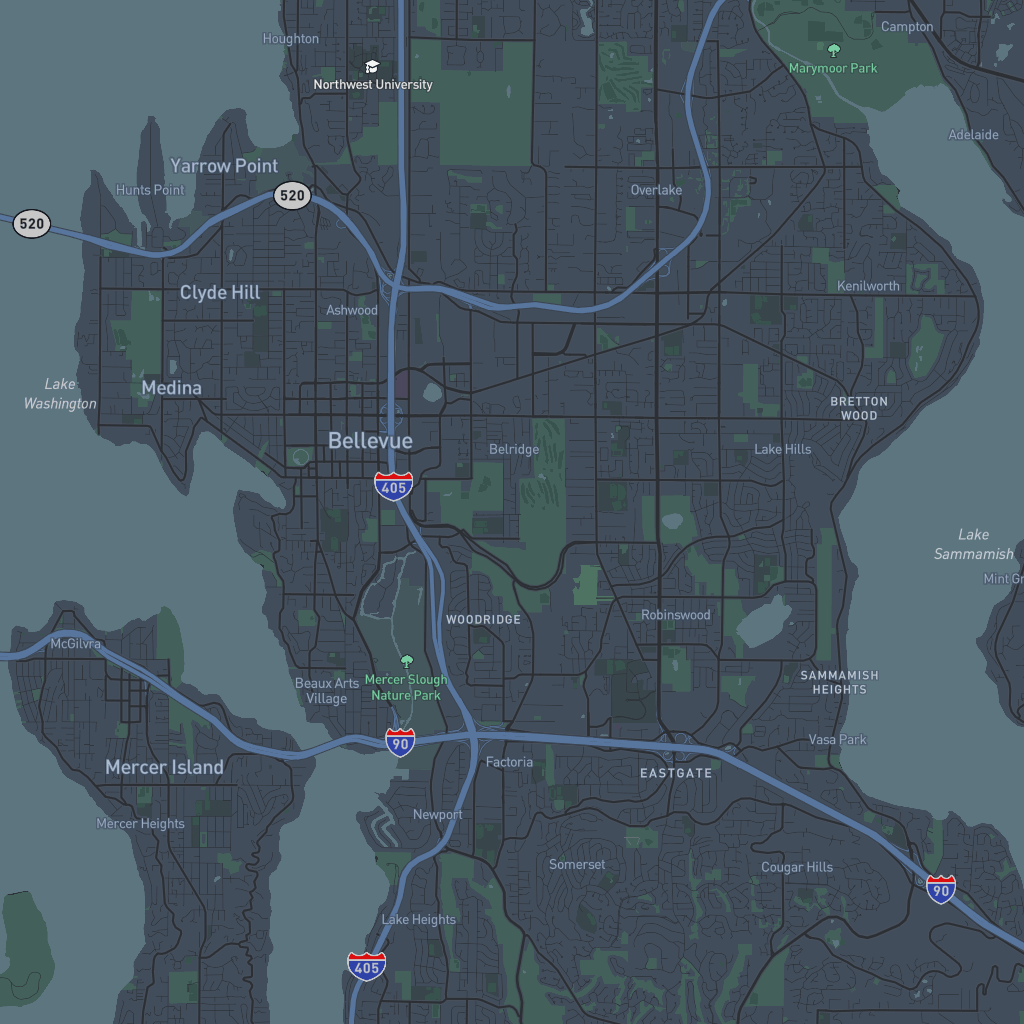 Houghton
Northwest University
Campton
Marymoor Park
Adelaide
Yarrow Point
Hunts Point
520
520
Overlake
Clyde Hill
Ashwood
Kenilworth
Lake
Washington
Medina
BRETTON
WOOD
Bellevue
Belridge
Lake Hills
405
Lake
Sammamish
Mint Gr
WOODRIDGE
Robinswood
McGilvra
Beaux Arts
Village
Mercer Slough
Nature Park
SAMMAMISH
HEIGHTS
90
Vasa Park
Mercer Island
Factoria
EASTGATE
Newport
Mercer Heights
Somerset
Cougar Hills
90
Lake Heights
405